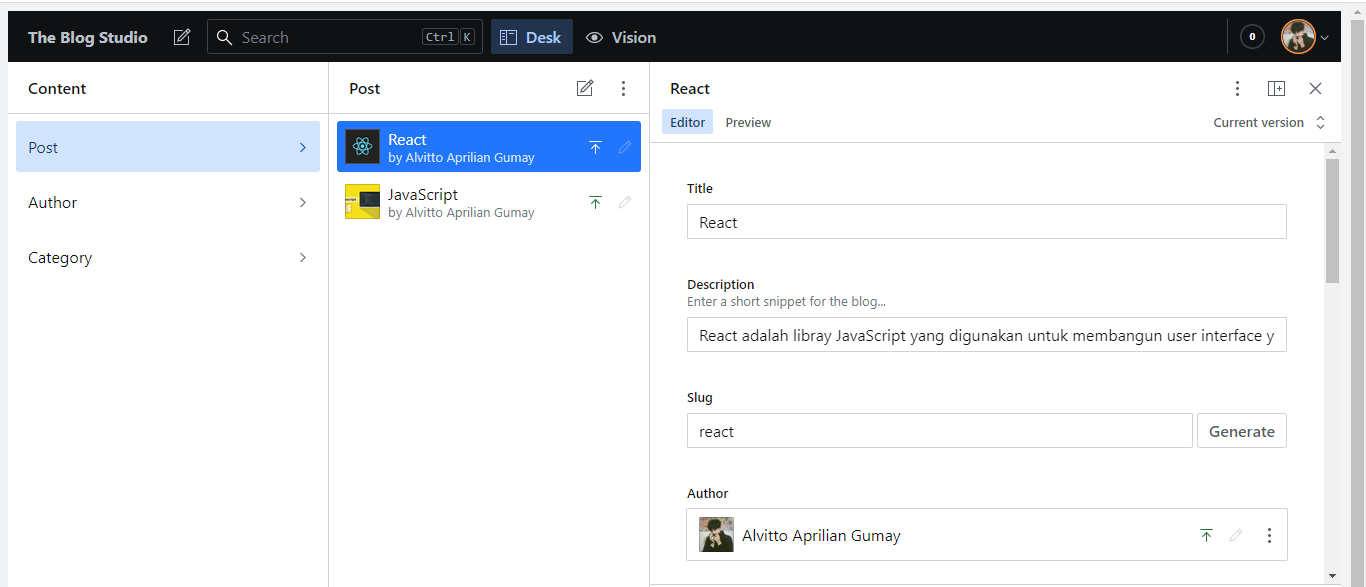 The Blog Studio
Search
Ctrl K
Desk
Vision
0
Content
Post
Author
Category
Post
React
by Alvitto Aprilian Gumay
JavaScript
by Alvitto Aprilian Gumay
React
Editor
Preview
Current version
Title
React
Description
Enter a short snippet for the blog...
React adalah libray JavaScript yang digunakan untuk membangun user interface y
Slug
react
Generate
Author
Alvitto Aprilian Gumay